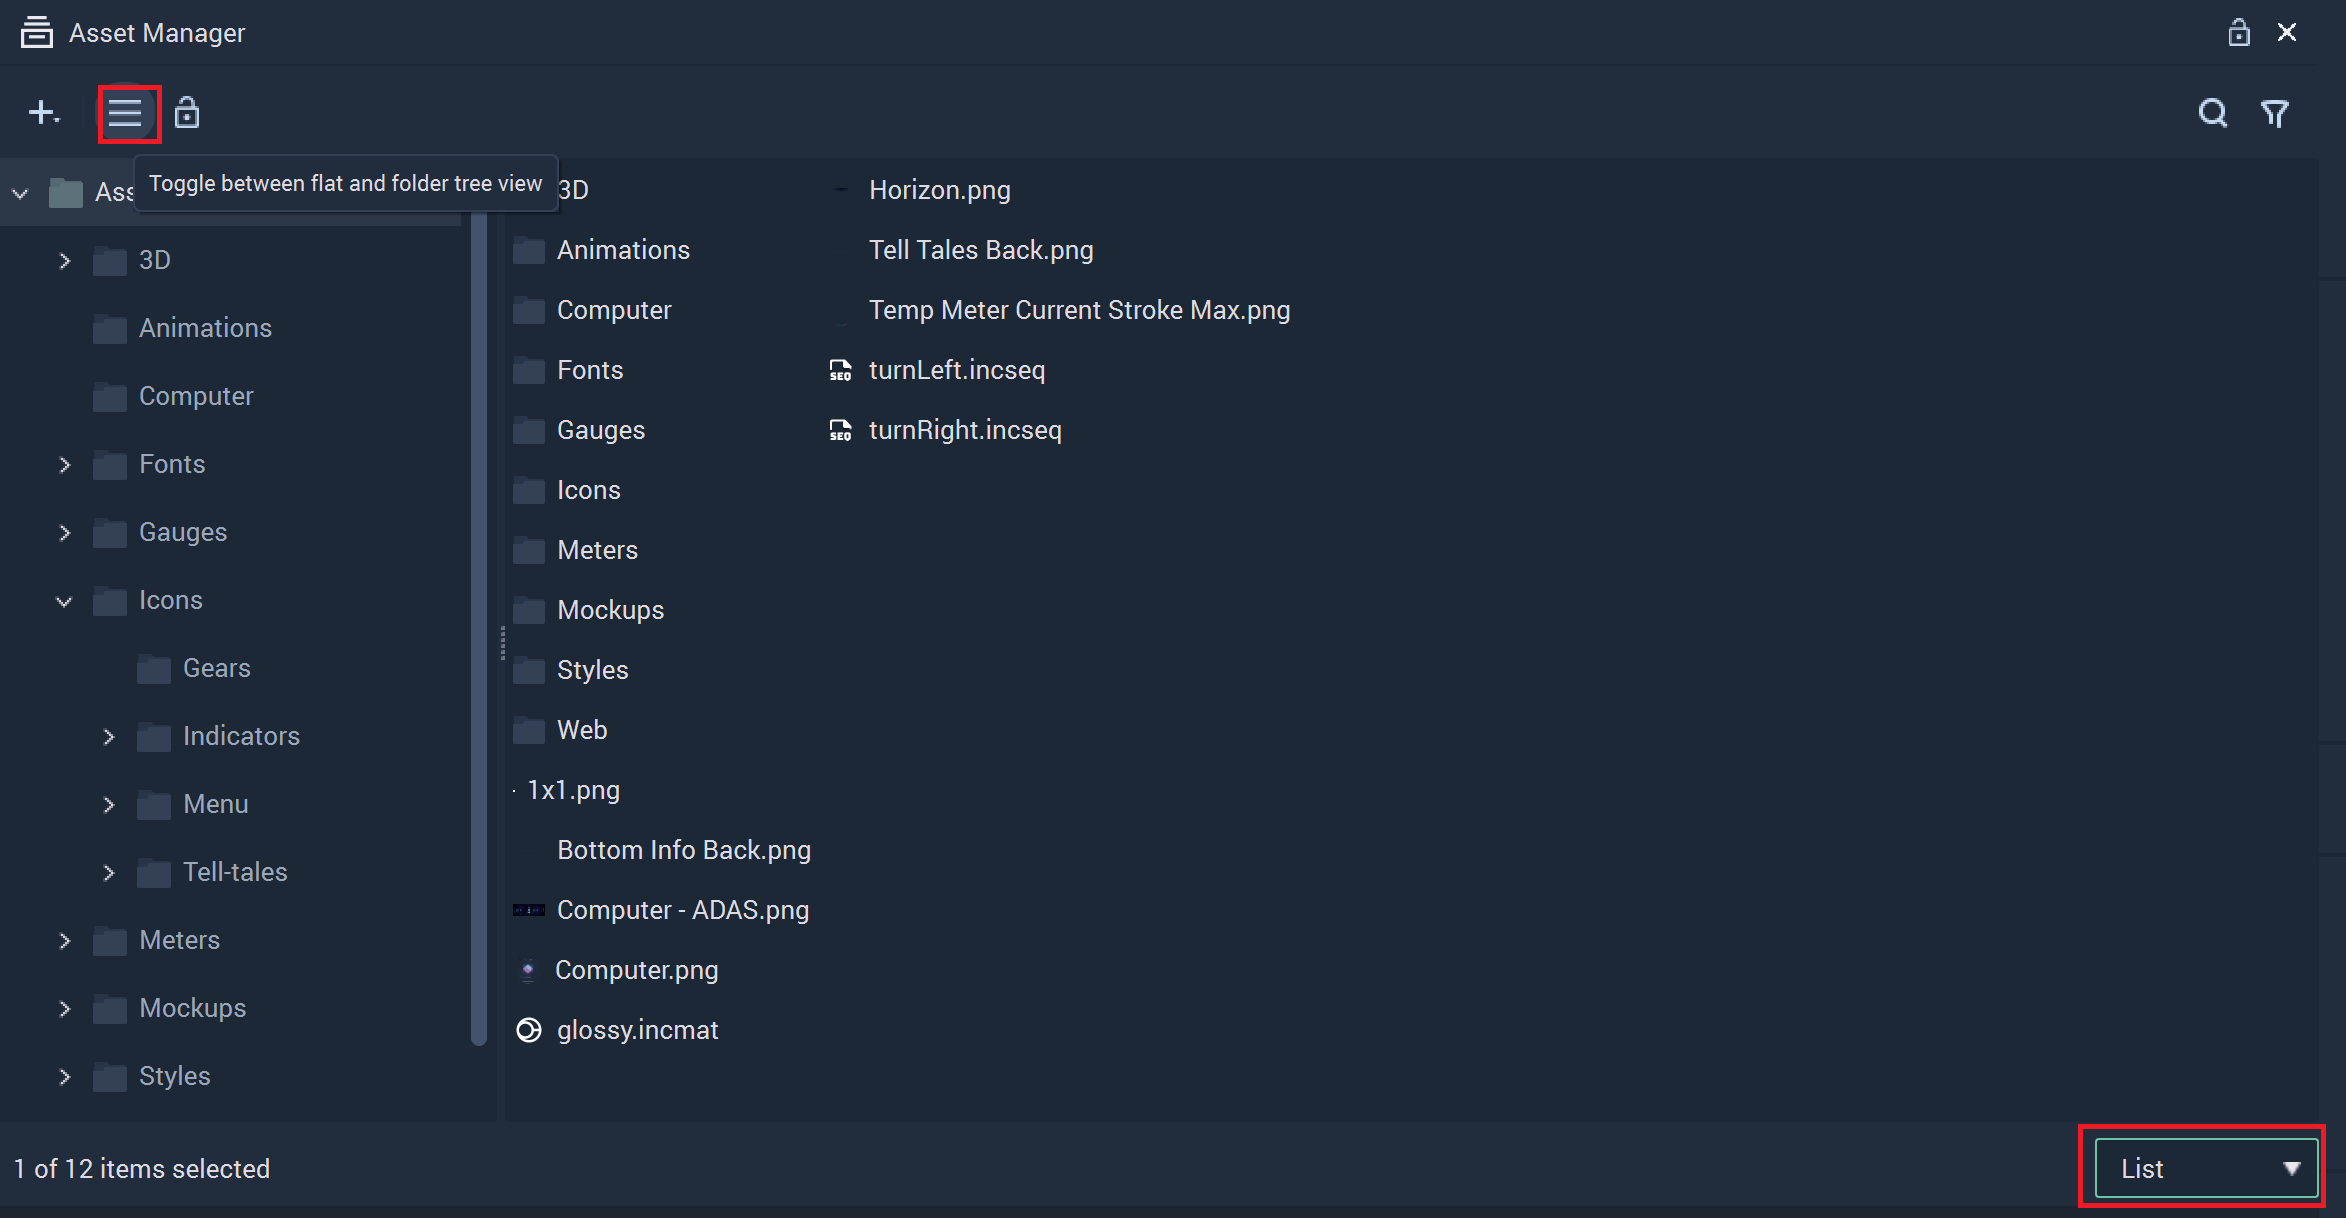 Asset Manager
Toggle between flat and folder tree view
Ass
3D
Animations
Computer
Fonts
Gauges
Icons
Gears
Indicators
Menu
Tell-tales
Meters
Mockups
Styles
3D
Animations
Computer
Fonts
Gauges
Icons
Meters
Mockups
Styles
Web
1x1.png
Bottom Info Back.png
Computer - ADAS.png
Computer.png
glossy.incmat
Horizon.png
Tell Tales Back.png
Temp Meter Current Stroke Max.png
SEQ turnLeft.incseq
SEQ turnRight.incseq
1 of 12 items selected
List